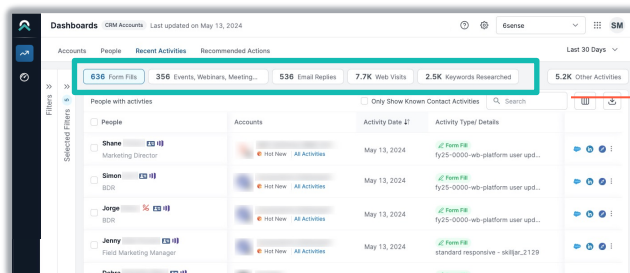 Dashboards CRM Accounts Last updated on May 13, 2024 6sense SM
Accounts People Recent Activities Recommended Actions Last 30 Days
636 Form Fills 356 Events, Webinars, Meeting... 536 Email Replies 7.7K Web Visits 2.5K Keywords Researched 5.2K Other Activities
Filters
Selected Filters
People with activities Only Show Known Contact Activities Search
People Accounts Activity Date Activity Type/ Details
Shane Form Fill
Marketing Director Hot New All Activities May 13, 2024 fy25-0000-wb-platform user upd...
Simon Form Fill
BDR Hot New All Activities May 13, 2024 fy25-0000-wb-platform user upd...
Jorge Form Fill
BDR Hot New All Activities May 13, 2024 fy25-0000-wb-platform user upd...
Jenny Form Fill
Field Marketing Manager Hot New All Activities May 13, 2024 standard responsive - skilljar_2129
Form Fill